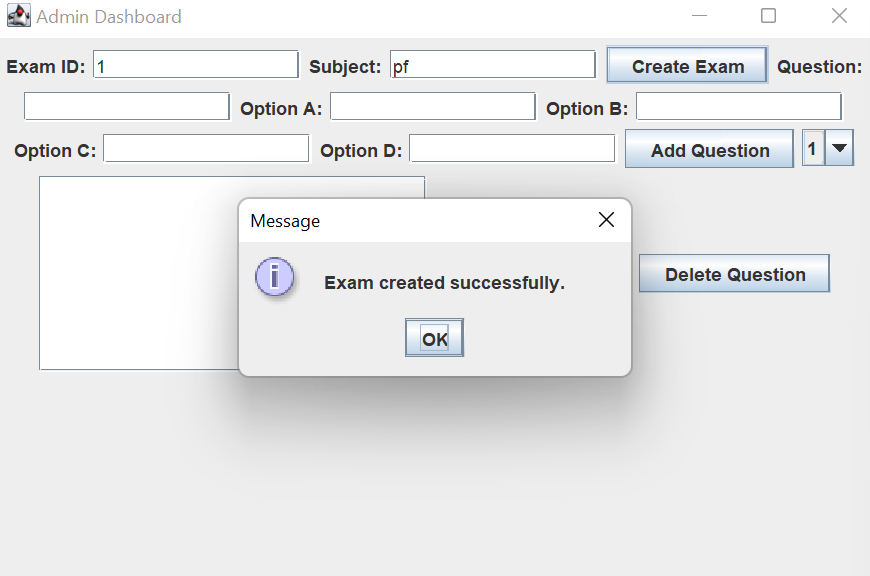 Admin Dashboard
Exam ID: 1 Subject: pf Create Exam Question:
Option A: Option B:
Option C: Option D: Add Question 1
Message
Exam created successfully.
OK
Delete Question